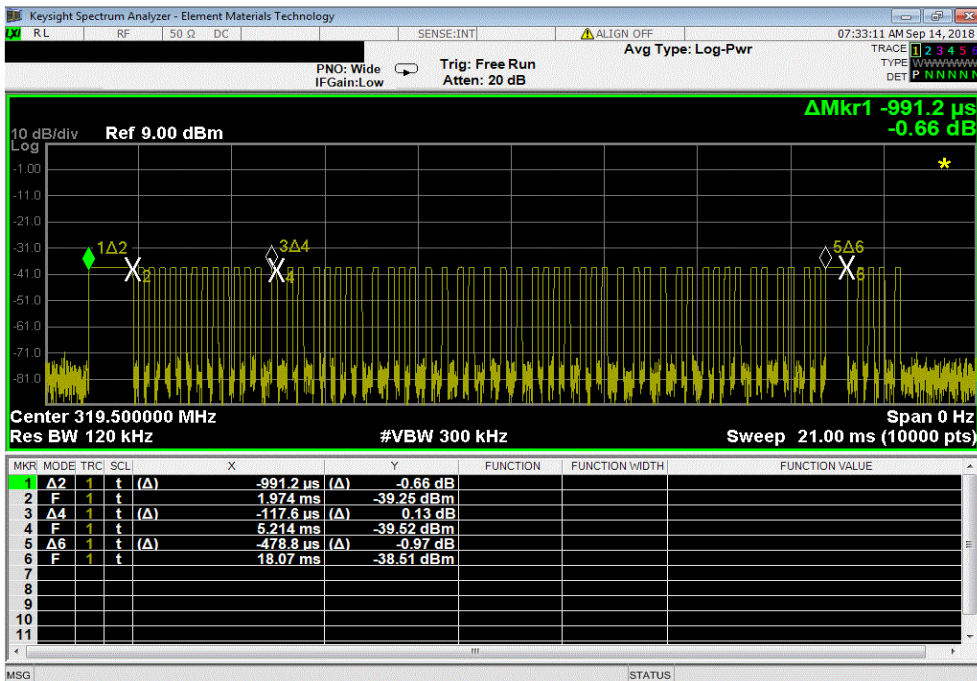 Keysight Spectrum Analyzer - Element Materials Technology
LXI RL RF 50 Ω DC SENSE:INT ALIGN OFF 07:33:11 AM Sep 14, 2018
Avg Type: Log-Pwr TRACE 1 2 3 4 5 6
PNO: Wide Trig: Free Run TYPE WWWWWW
IFGain:Low Atten: 20 dB DET P N N N N N
ΔMkr1 -991.2 µs
-0.66 dB
10 dB/div Ref 9.00 dBm
Log
-1.00
-11.0
-21.0
-31.0 1Δ2 3Δ4 5Δ6
-41.0 2 4 6
-51.0
-61.0
-71.0
-81.0
Center 319.500000 MHz Span 0 Hz
Res BW 120 kHz #VBW 300 kHz Sweep 21.00 ms (10000 pts)
MKR MODE TRC SCL X Y FUNCTION FUNCTION WIDTH FUNCTION VALUE
1 Δ2 1 t (Δ) -991.2 µs (Δ) -0.66 dB
2 F 1 t 1.974 ms -39.25 dBm
3 Δ4 1 t (Δ) -117.6 µs (Δ) 0.13 dB
4 F 1 t 5.214 ms -39.52 dBm
5 Δ6 1 t (Δ) -478.8 µs (Δ) -0.97 dB
6 F 1 t 18.07 ms -38.51 dBm
7
8
9
10
11
MSG STATUS